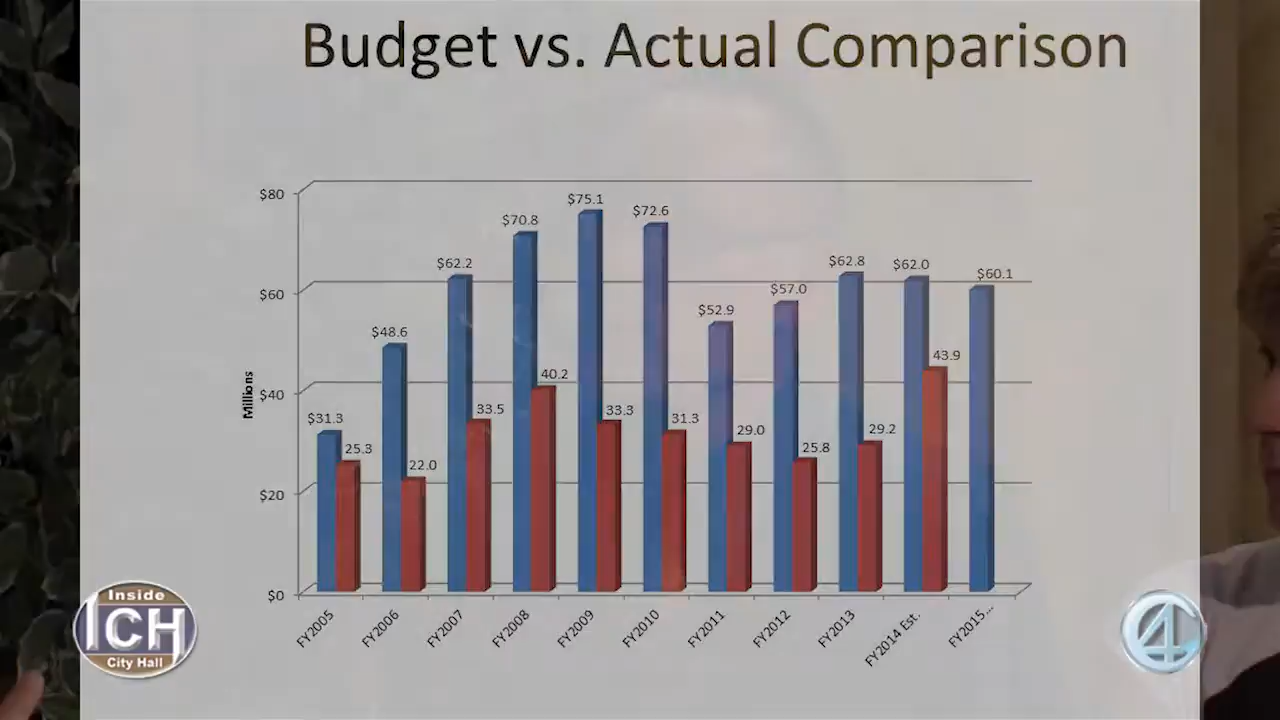 Budget vs. Actual Comparison
Millions
$80
$60
$40
$20
$0
$31.3
25.3
$48.6
22.0
$62.2
33.5
$70.8
40.2
$75.1
33.3
$72.6
31.3
$52.9
29.0
$57.0
25.8
$62.8
29.2
$62.0
43.9
$60.1
FY2005
FY2006
FY2007
FY2008
FY2009
FY2010
FY2011
FY2012
FY2013
FY2014 Est.
FY2015...
Inside
ICH
City Hall
4